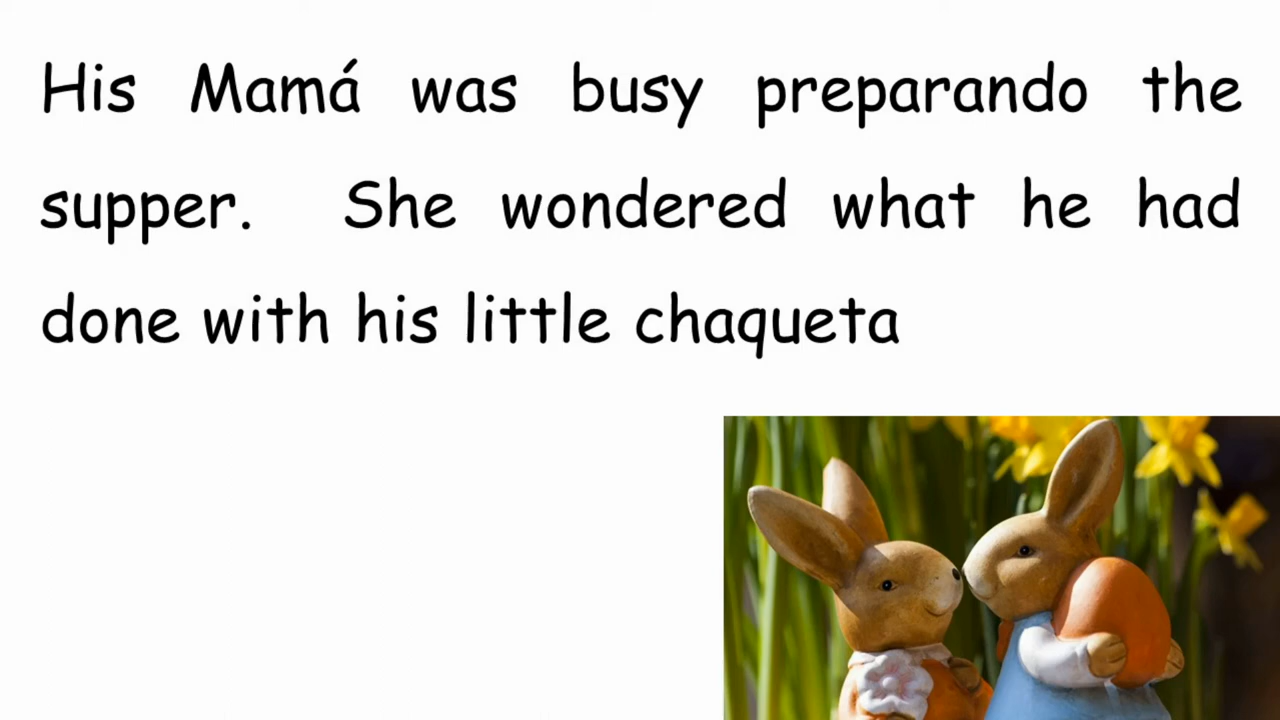 His Mamá was busy preparando the
supper. She wondered what he had
done with his little chaqueta